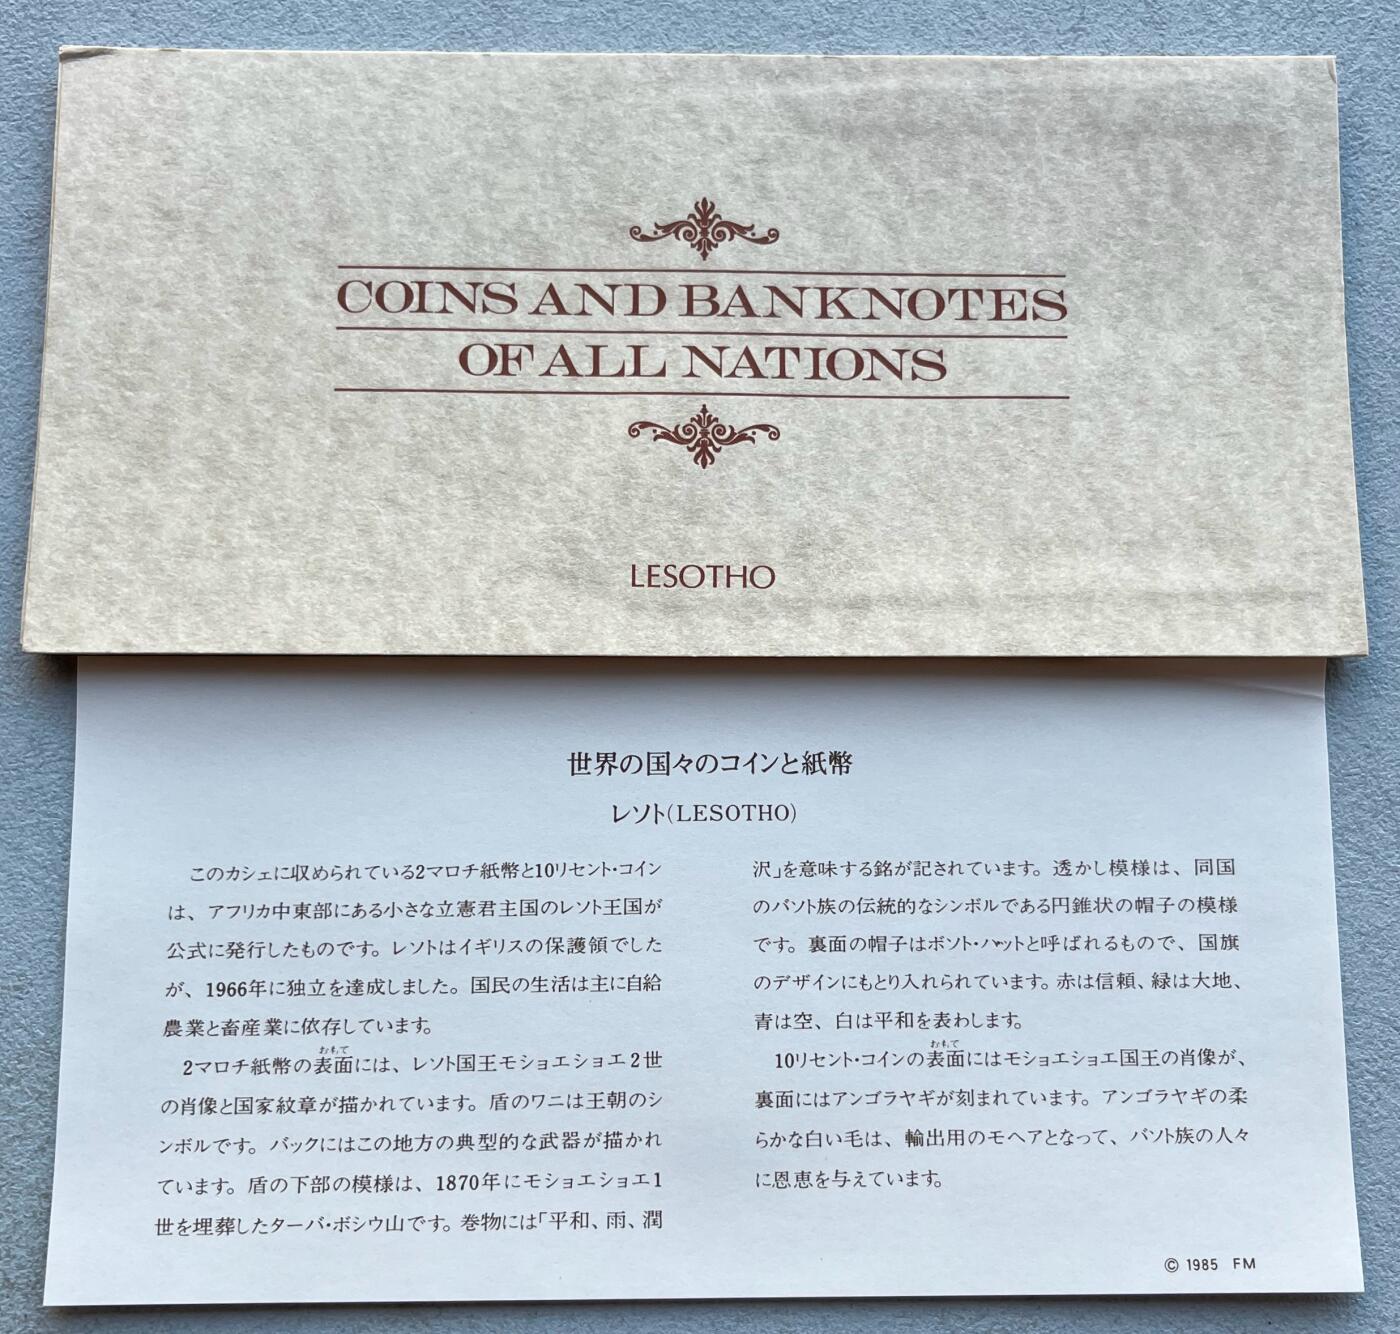 COINS AND BANKNOTES
OF ALL NATIONS
LESOTHO
世界の国々のコインと紙幣
レソト(LESOTHO)
このカシェに収められている2マロチ紙幣と10リセント・コイン
は、アフリカ中東部にある小さな立憲君主国のレソト王国が
公式に発行したものです。レソトはイギリスの保護領でした
が、1966年に独立を達成しました。国民の生活は主に自給
農業と畜産業に依存しています。
2マロチ紙幣の表面には、レソト国王モショエショエ2世
おもて
の肖像と国家紋章が描かれています。盾のワニは王朝のシ
ンボルです。バックにはこの地方の典型的な武器が描かれ
ています。盾の下部の模様は、1870年にモショエショエ1
世を埋葬したターバ・ボシウ山です。巻物には「平和、雨、潤
沢」を意味する銘が記されています。透かし模様は、同国
のバソト族の伝統的なシンボルである円錐状の帽子の模様
です。裏面の帽子はボソト・ハットと呼ばれるもので、国旗
のデザインにもとり入れられています。赤は信頼、緑は大地、
青は空、白は平和を表わします。
10リセント・コインの表面にはモショエショエ国王の肖像が、
おもて
裏面にはアンゴラヤギが刻まれています。アンゴラヤギの柔
らかな白い毛は、輸出用のモヘアとなって、バソト族の人々
に恩恵を与えています。
© 1985 FM